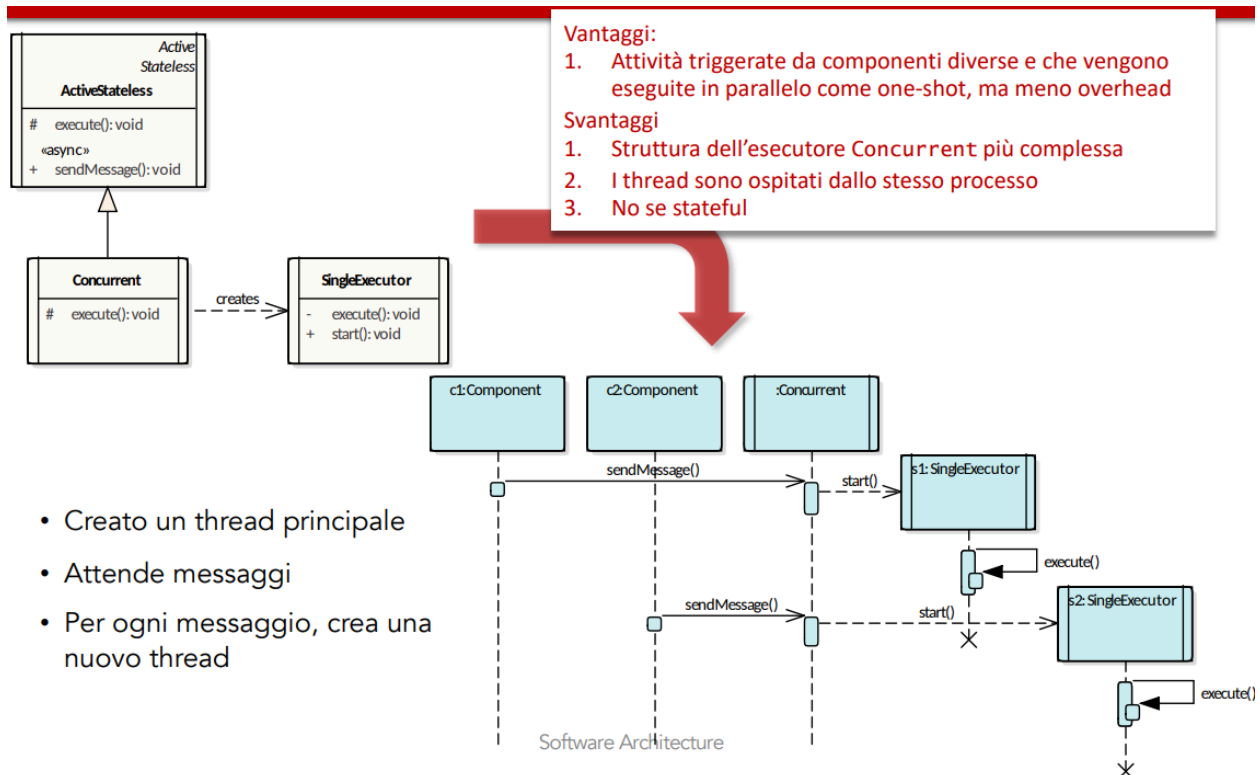 Active
Stateless
ActiveStateless
# execute(): void
«async»
+ sendMessage(): void
Vantaggi:
1. Attività triggerate da componenti diverse e che vengono
eseguite in parallelo come one-shot, ma meno overhead
Svantaggi
1. Struttura dell'esecutore Concurrent più complessa
2. I thread sono ospitati dallo stesso processo
3. No se stateful
Concurrent
# execute(): void
creates
SingleExecutor
- execute(): void
+ start(): void
c1:Component
c2:Component
:Concurrent
sendMessage()
start()
s1: SingleExecutor
execute()
sendMessage()
start()
s2: SingleExecutor
execute()
• Creato un thread principale
• Attende messaggi
• Per ogni messaggio, crea una
nuovo thread
Software Architecture